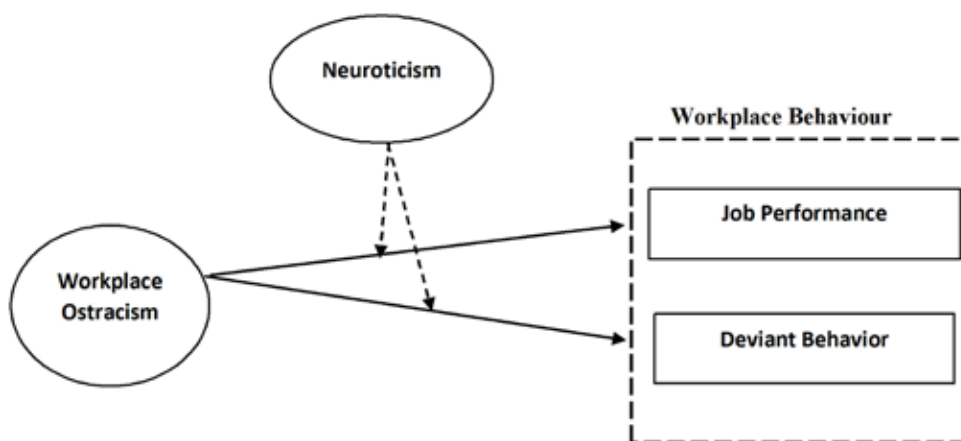 Neuroticism
Workplace Behaviour
Job Performance
Workplace
Ostracism
Deviant Behavior